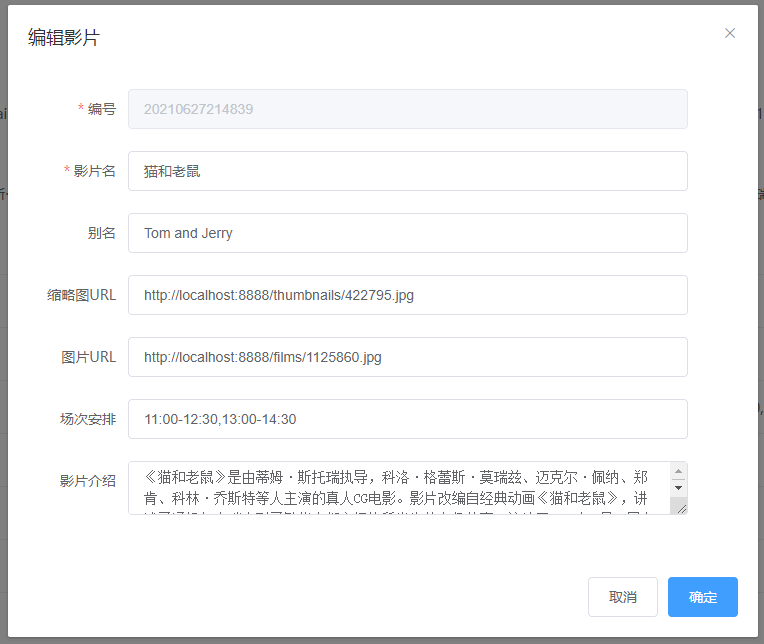 编辑影片
* 编号
20210627214839
* 影片名
猫和老鼠
别名
Tom and Jerry
缩略图URL
http://localhost:8888/thumbnails/422795.jpg
图片URL
http://localhost:8888/films/1125860.jpg
场次安排
11:00-12:30,13:00-14:30
影片介绍
《猫和老鼠》是由蒂姆·斯托瑞执导，科洛·格蕾斯·莫瑞兹、迈克尔·佩纳、郑
肯、科林·乔斯特等人主演的真人CG电影。影片改编自经典动画《猫和老鼠》，讲
取消
确定